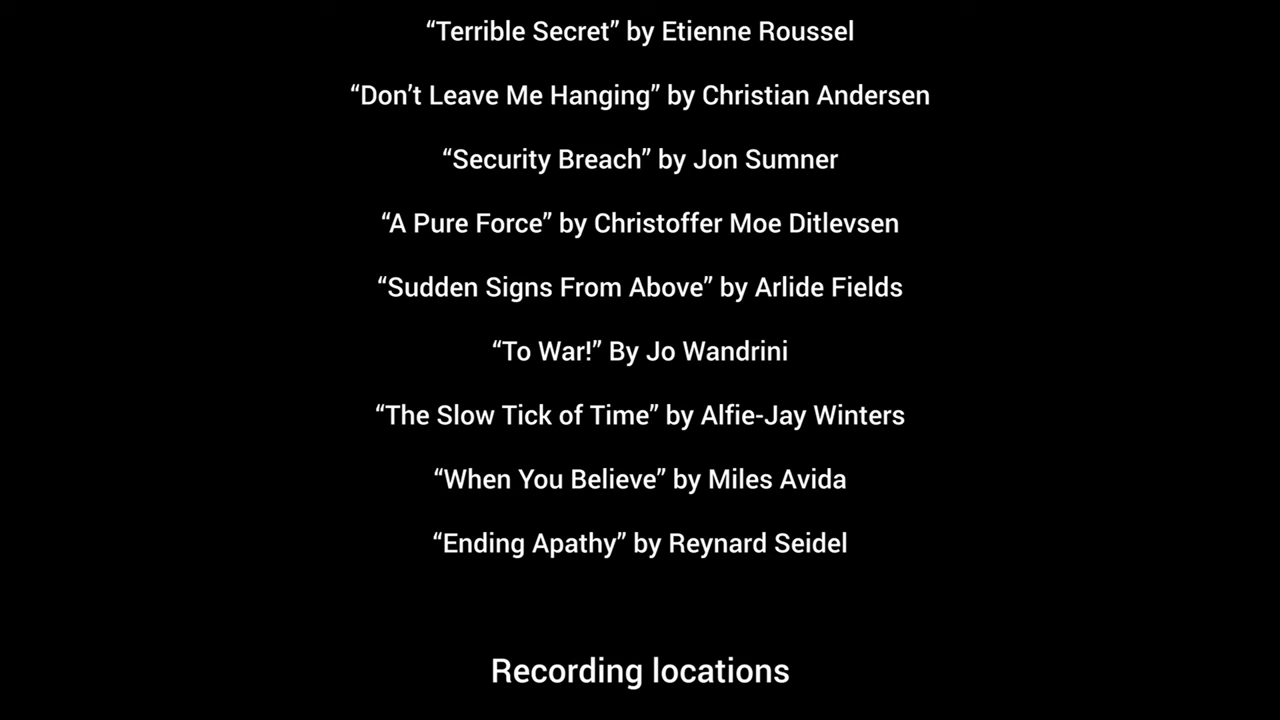 “Terrible Secret” by Etienne Roussel
“Don’t Leave Me Hanging” by Christian Andersen
“Security Breach” by Jon Sumner
“A Pure Force” by Christoffer Moe Ditlevsen
“Sudden Signs From Above” by Arlide Fields
“To War!” By Jo Wandrini
“The Slow Tick of Time” by Alfie-Jay Winters
“When You Believe” by Miles Avida
“Ending Apathy” by Reynard Seidel
Recording locations